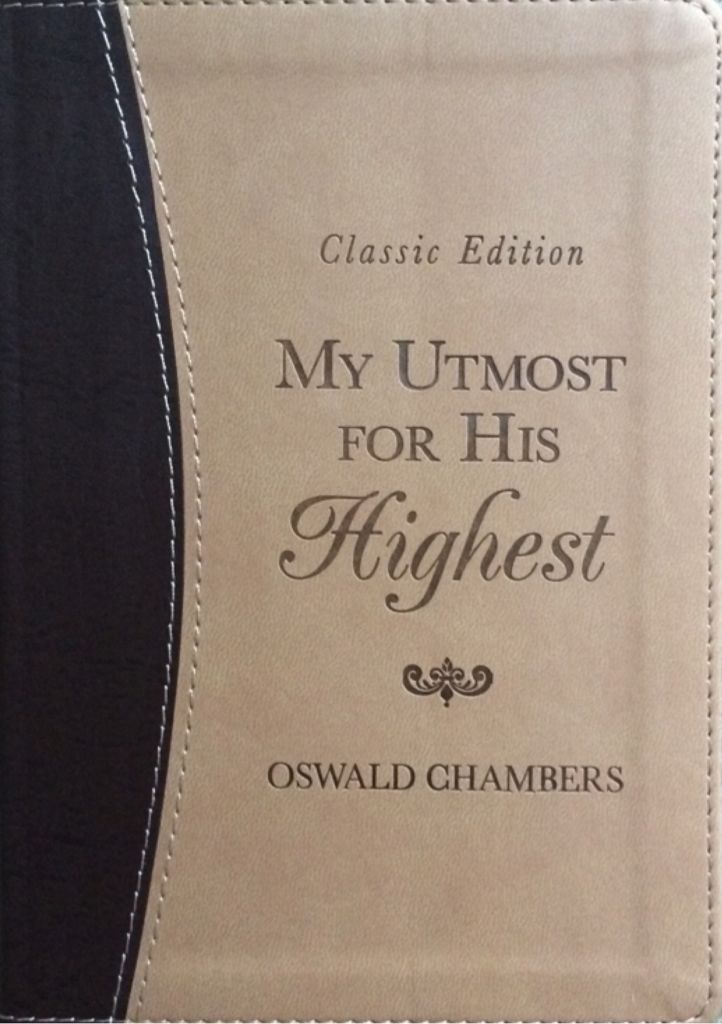 Classic Edition
MY UTMOST
FOR HIS
Highest
OSWALD CHAMBERS